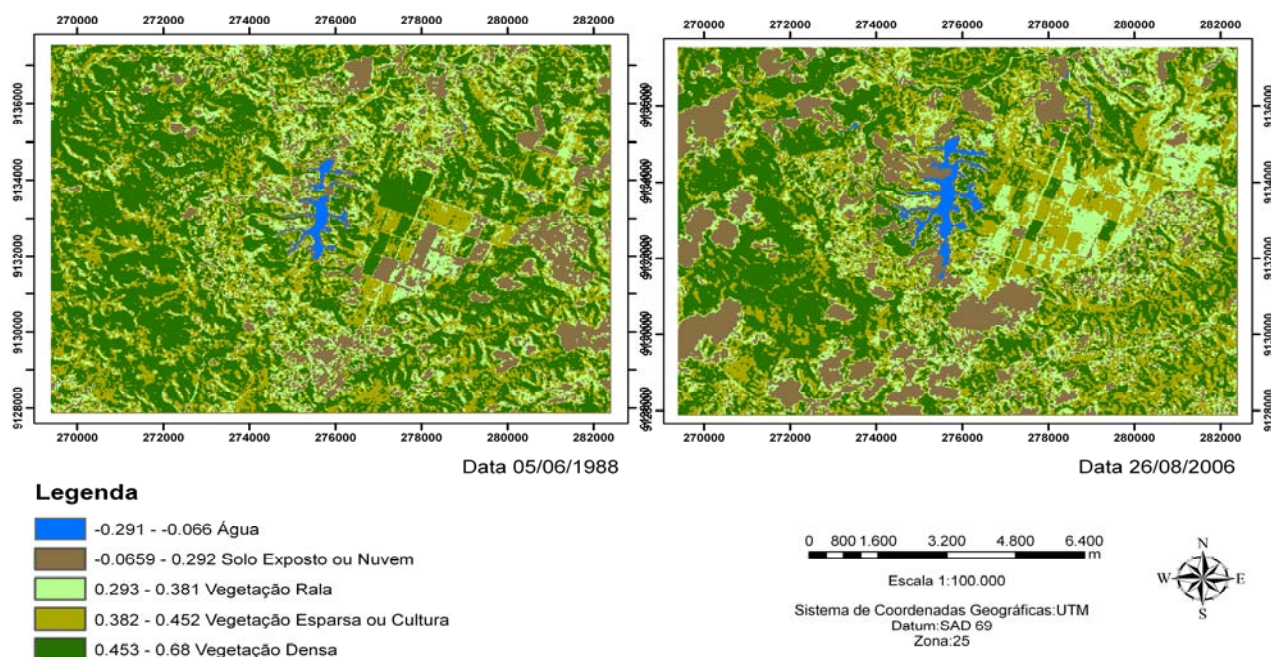 270000 272000 274000 276000 278000 280000 282000
270000 272000 274000 276000 278000 280000 282000
9136000
9134000
9132000
9130000
9128000
9136000
9134000
9132000
9130000
9128000
9136000
9134000
9132000
9130000
9128000
270000 272000 274000 276000 278000 280000 282000
270000 272000 274000 276000 278000 280000 282000
Data 05/06/1988
Data 26/08/2006
Legenda
-0.291 - -0.066 Água
-0.0659 - 0.292 Solo Exposto ou Nuvem
0.293 - 0.381 Vegetação Rala
0.382 - 0.452 Vegetação Esparsa ou Cultura
0.453 - 0.68 Vegetação Densa
0 800 1.600 3.200 4.800 6.400
m
Escala 1:100.000
Sistema de Coordenadas Geográficas:UTM
Datum:SAD 69
Zona:25
N
W E
S